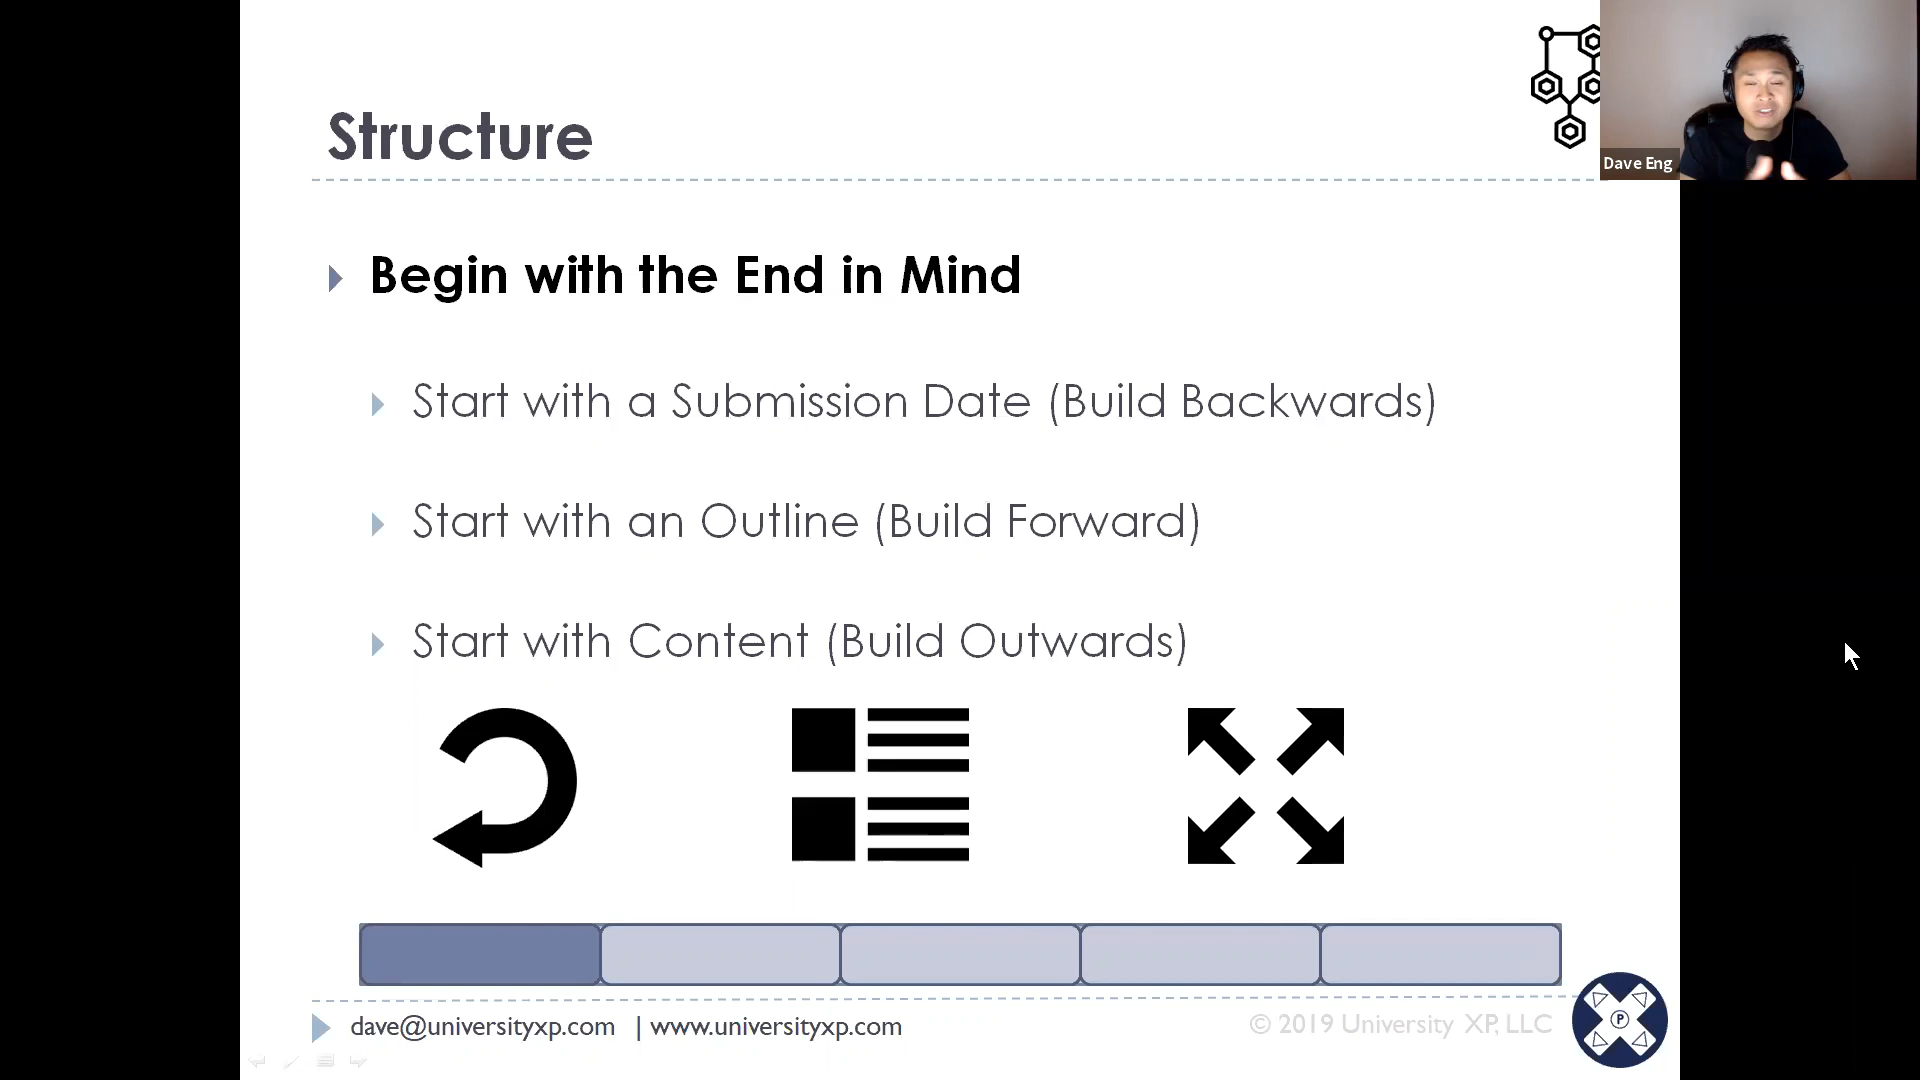 Structure
Dave Eng
Begin with the End in Mind
Start with a Submission Date (Build Backwards)
Start with an Outline (Build Forward)
Start with Content (Build Outwards)
dave@universityxp.com | www.universityxp.com
© 2019 University XP, LLC
P